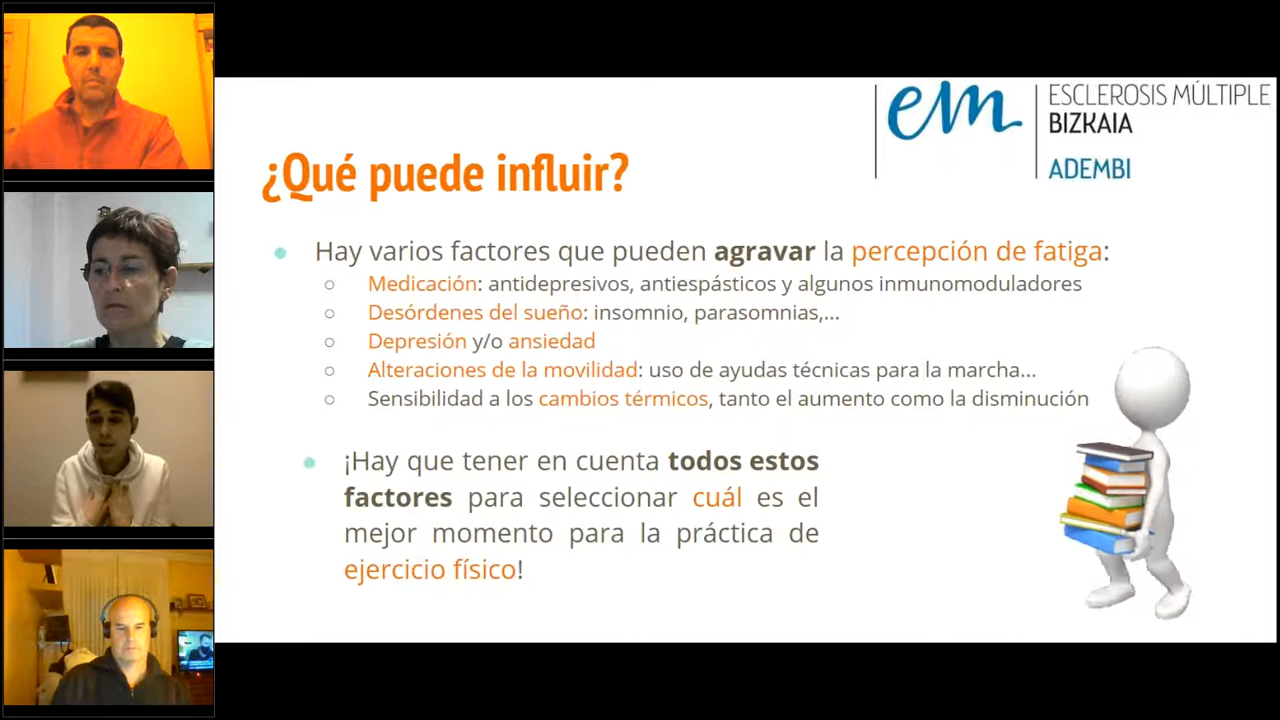 em
ESCLEROSIS MÚLTIPLE
BIZKAIA
ADEMBI
¿Qué puede influir?
Hay varios factores que pueden agravar la percepción de fatiga:
Medicación: antidepresivos, antiespásticos y algunos inmunomoduladores
Desórdenes del sueño: insomnio, parasomnias,...
Depresión y/o ansiedad
Alteraciones de la movilidad: uso de ayudas técnicas para la marcha...
Sensibilidad a los cambios térmicos, tanto el aumento como la disminución
¡Hay que tener en cuenta todos estos
factores para seleccionar cuál es el
mejor momento para la práctica de
ejercicio físico!